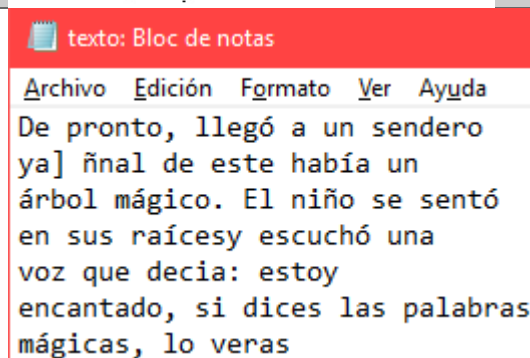 texto: Bloc de notas
Archivo Edición Formato Ver Ayuda
De pronto, llegó a un sendero
ya] ñnal de este había un
árbol mágico. El niño se sentó
en sus raícesy escuchó una
voz que decia: estoy
encantado, si dices las palabras
mágicas, lo veras